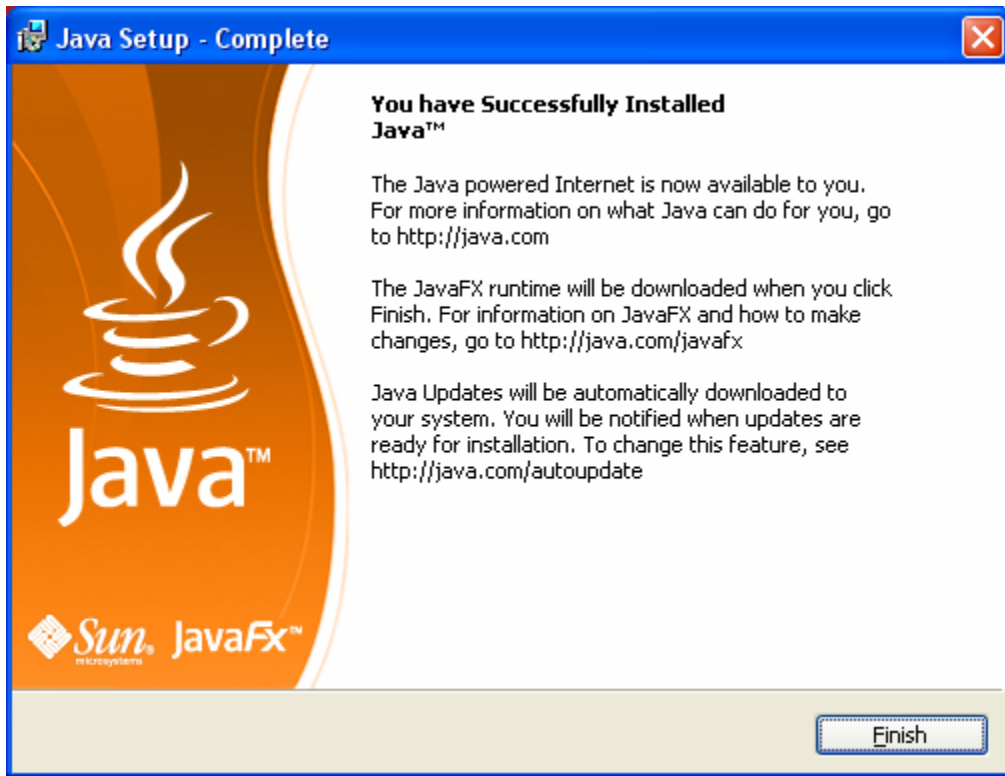 Java Setup - Complete
You have Successfully Installed
Java™
The Java powered Internet is now available to you.
For more information on what Java can do for you, go
to http://java.com
The JavaFX runtime will be downloaded when you click
Finish. For information on JavaFX and how to make
changes, go to http://java.com/javafx
Java Updates will be automatically downloaded to
your system. You will be notified when updates are
ready for installation. To change this feature, see
http://java.com/autoupdate
Java™
Sun® JavaFX™
microsystems
Finish